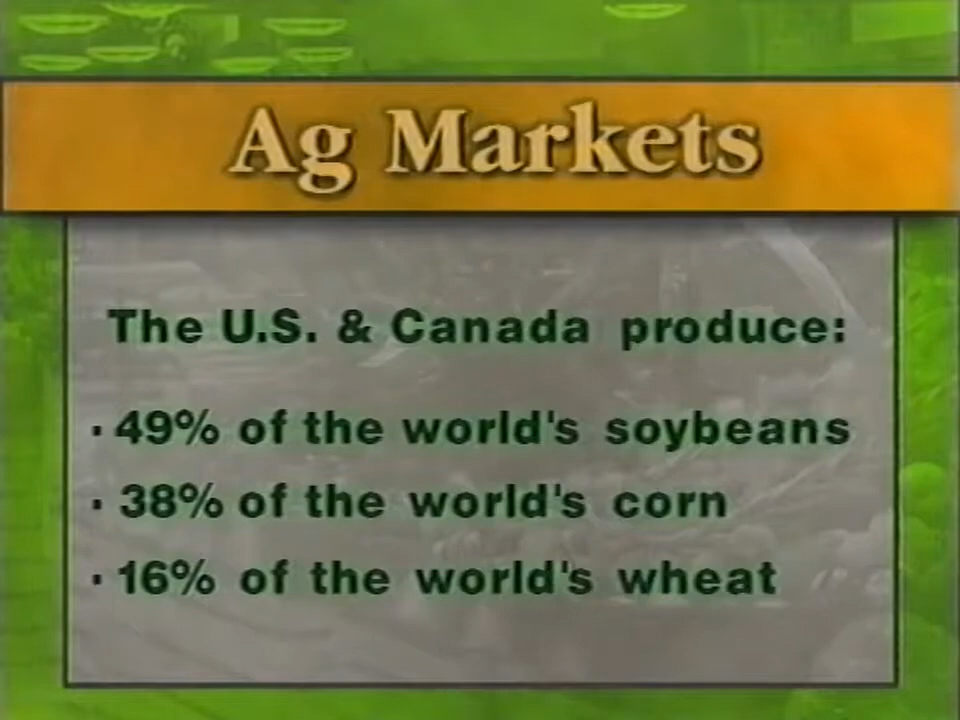 Ag Markets
The U.S. & Canada produce:
· 49% of the world's soybeans
· 38% of the world's corn
· 16% of the world's wheat